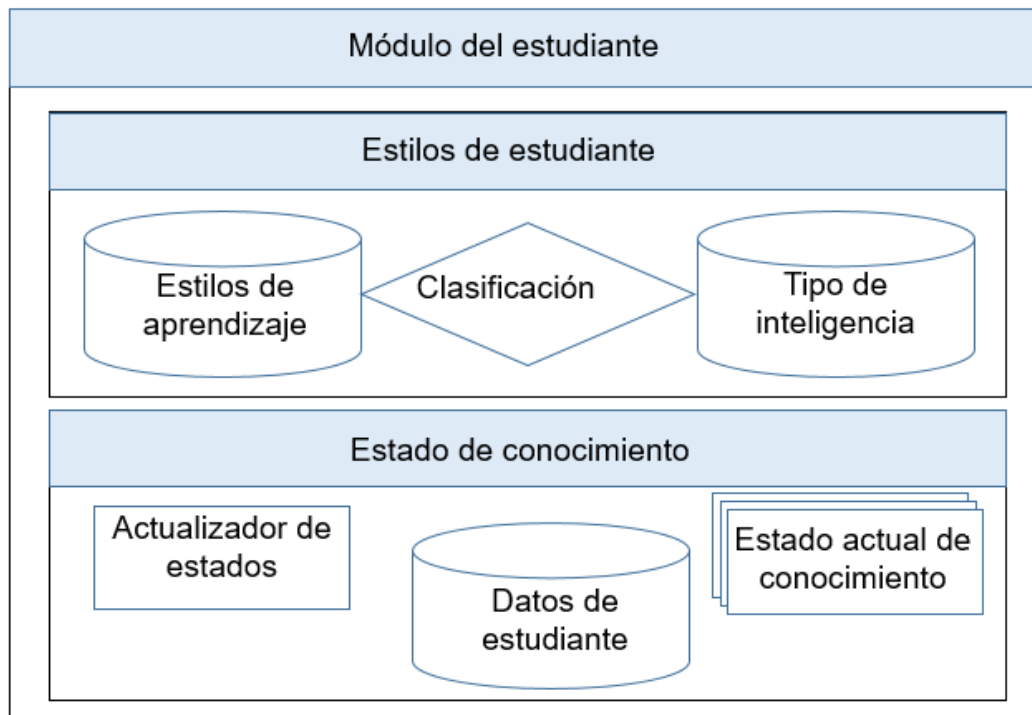 Módulo del estudiante
Estilos de estudiante
Estilos de
aprendizaje
Clasificación
Tipo de
inteligencia
Estado de conocimiento
Actualizador de
estados
Datos de
estudiante
Estado actual de
conocimiento